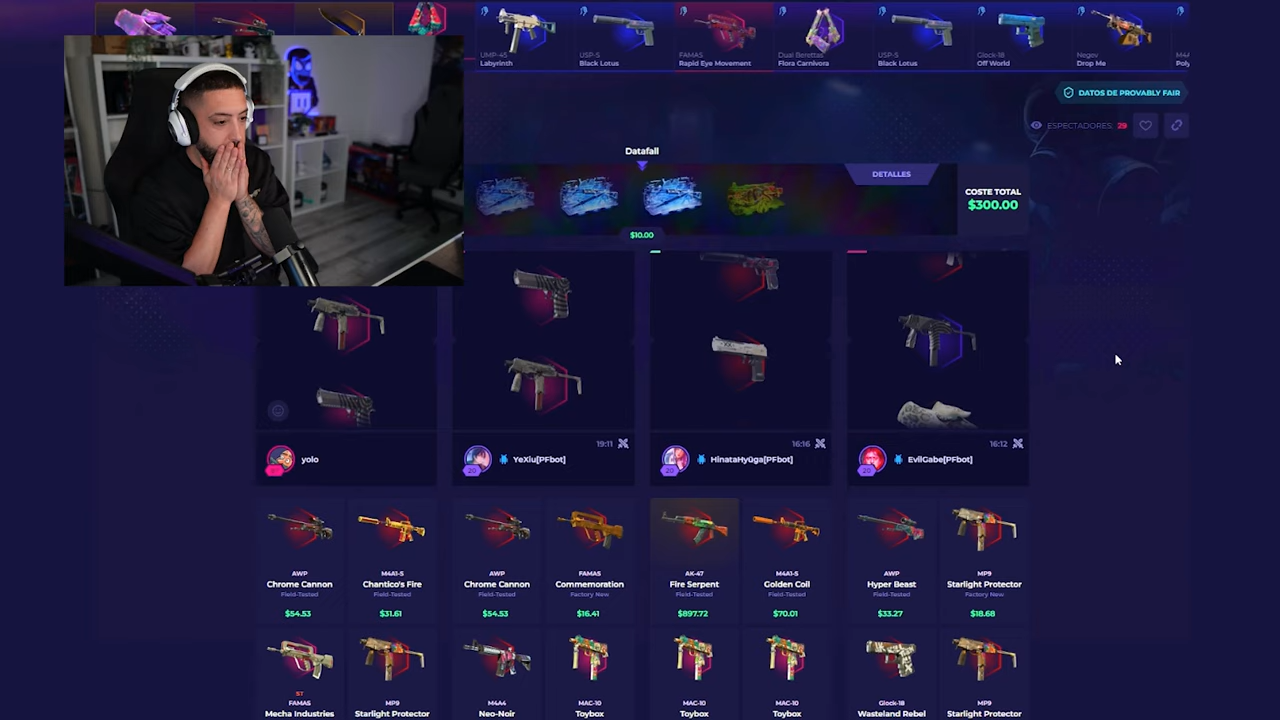 UMP-45
Labyrinth
USP-S
Black Lotus
FAMAS
Rapid Eye Movement
Dual Berettas
Flora Carnivora
USP-S
Black Lotus
Glock-18
Off World
Negev
Drop Me
DATOS DE PROVABLY FAIR
ESPECTADORES: 29
Datafall
DETALLES
COSTE TOTAL
$300.00
$10.00
19:11
16:16
16:12
yolo
20
YeXiu[PFbot]
20
HinataHyūga[PFbot]
20
EvilGabe[PFbot]
AWP
Chrome Cannon
Field-Tested
$54.53
M4A1-S
Chantico's Fire
Field-Tested
$31.61
AWP
Chrome Cannon
Field-Tested
$54.53
FAMAS
Commemoration
Factory New
$16.41
AK-47
Fire Serpent
Field-Tested
$897.72
M4A1-S
Golden Coil
Field-Tested
$70.01
AWP
Hyper Beast
Field-Tested
$33.27
MP9
Starlight Protector
Factory New
$18.68
ST
FAMAS
Mecha Industries
MP9
Starlight Protector
M4A4
Neo-Noir
MAC-10
Toybox
MAC-10
Toybox
MAC-10
Toybox
Glock-18
Wasteland Rebel
MP9
Starlight Protector